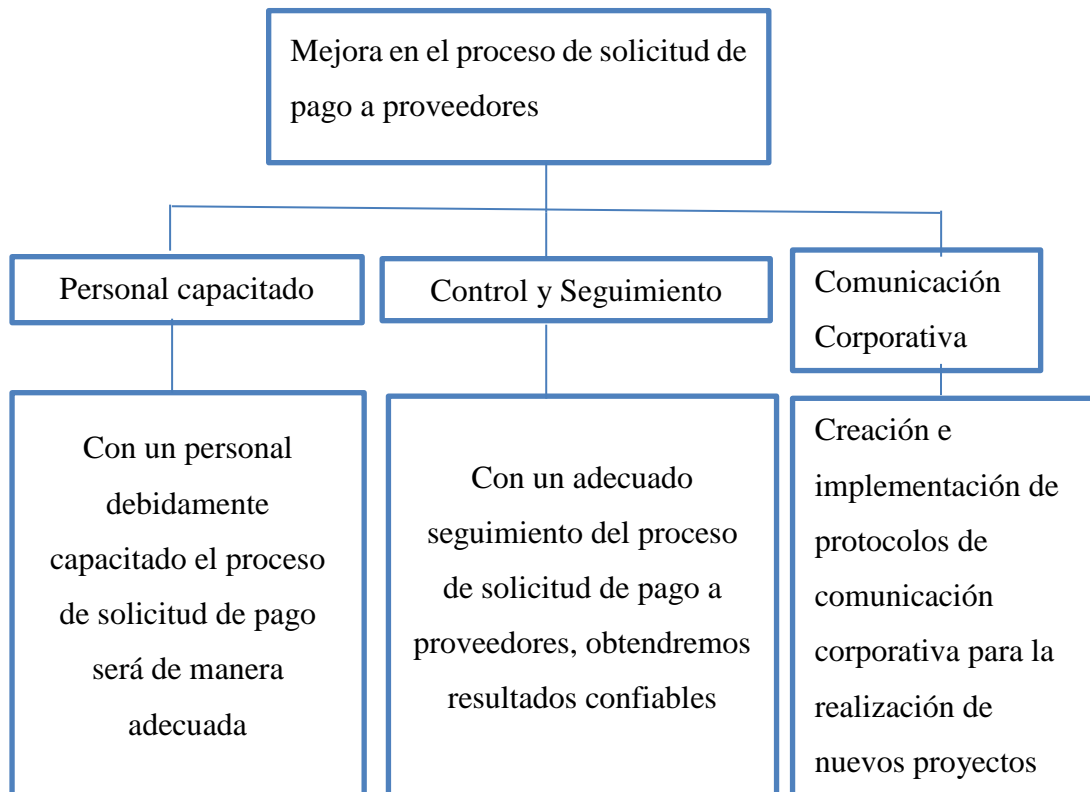 Mejora en el proceso de solicitud de
pago a proveedores
Personal capacitado
Control y Seguimiento
Comunicación
Corporativa
Con un personal
debidamente
capacitado el proceso
de solicitud de pago
será de manera
adecuada
Con un adecuado
seguimiento del proceso
de solicitud de pago a
proveedores, obtendremos
resultados confiables
Creación e
implementación de
protocolos de
comunicación
corporativa para la
realización de
nuevos proyectos